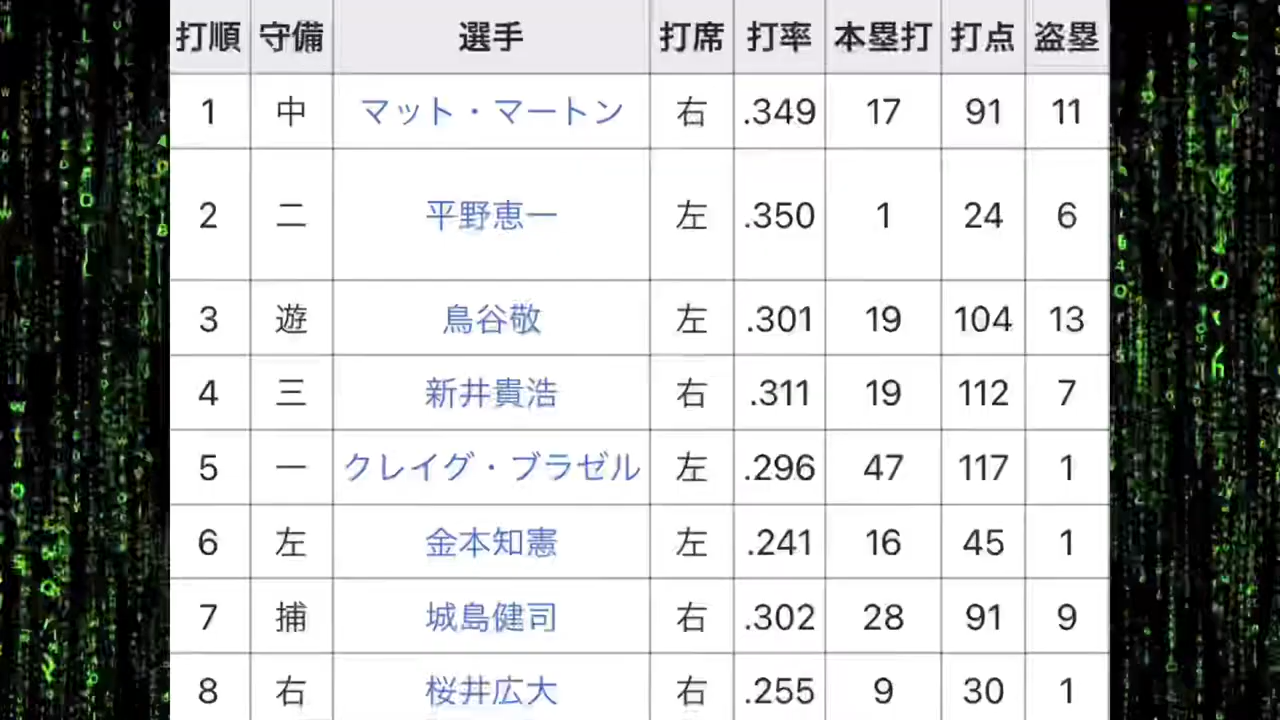 打順 守備 選手 打席 打率 本塁打 打点 盗塁
1 中 マット・マートン 右 .349 17 91 11
2 二 平野恵一 左 .350 1 24 6
3 遊 鳥谷敬 左 .301 19 104 13
4 三 新井貴浩 右 .311 19 112 7
5 一 クレイグ・ブラゼル 左 .296 47 117 1
6 左 金本知憲 左 .241 16 45 1
7 捕 城島健司 右 .302 28 91 9
8 右 桜井広大 右 .255 9 30 1